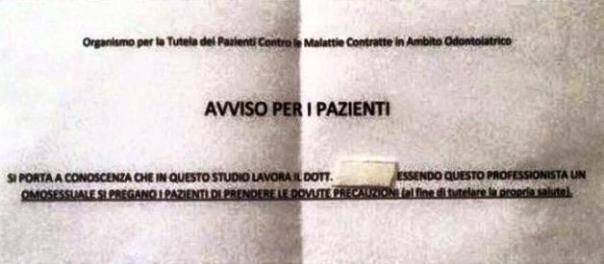 Organismo per la Tutela dei Pazienti Contro le Malattie Contratte in Ambito Odontoiatrico
AVVISO PER I PAZIENTI
SI PORTA A CONOSCENZA CHE IN QUESTO STUDIO LAVORA IL DOTT. ESSENDO QUESTO PROFESSIONISTA UN
OMOSESSUALE SI PREGANO I PAZIENTI DI PRENDERE LE DOVUTE PRECAUZIONI (al fine di tutelare la propria salute).